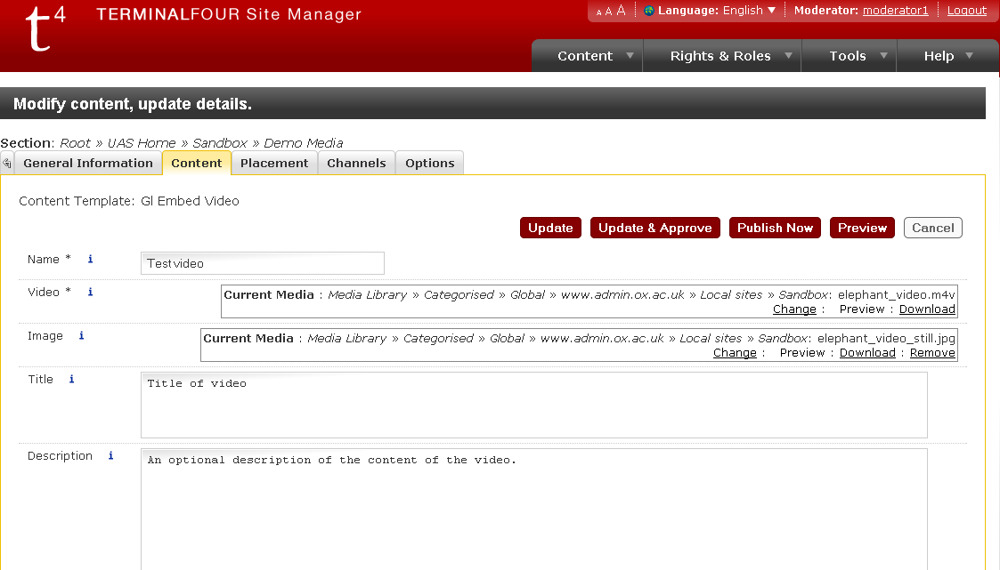 t4 TERMINALFOUR Site Manager
A A A Language: English Moderator: moderator1 Logout
Content Rights & Roles Tools Help
Modify content, update details.
Section: Root » UAS Home » Sandbox » Demo Media
General Information Content Placement Channels Options
Content Template: Gl Embed Video
Update Update & Approve Publish Now Preview Cancel
Name * i Testvideo
Video * i Current Media : Media Library » Categorised » Global » www.admin.ox.ac.uk » Local sites » Sandbox: elephant_video.m4v
Change : Preview : Download
Image i Current Media : Media Library » Categorised » Global » www.admin.ox.ac.uk » Local sites » Sandbox: elephant_video_still.jpg
Change : Preview : Download : Remove
Title i Title of video
Description i An optional description of the content of the video.